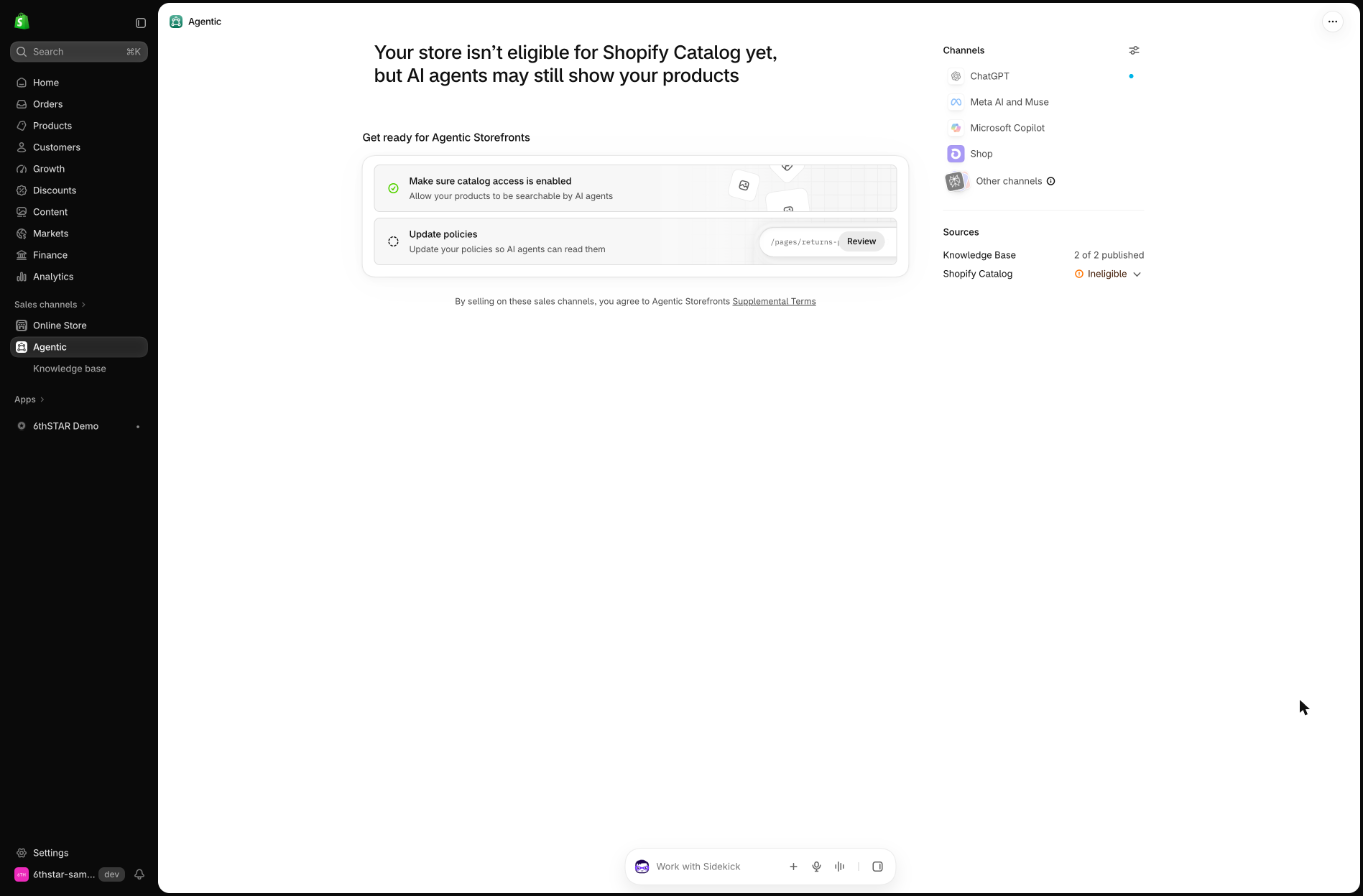 Search ⌘K
Home
Orders
Products
Customers
Growth
Discounts
Content
Markets
Finance
Analytics
Sales channels
Online Store
Agentic
Knowledge base
Apps
6thSTAR Demo
Settings
6TH 6thstar-sam... dev
Agentic
Your store isn’t eligible for Shopify Catalog yet,
but AI agents may still show your products
Get ready for Agentic Storefronts
Make sure catalog access is enabled
Allow your products to be searchable by AI agents
Update policies
Update your policies so AI agents can read them
/pages/returns- Review
By selling on these sales channels, you agree to Agentic Storefronts Supplemental Terms
Channels
ChatGPT
Meta AI and Muse
Microsoft Copilot
Shop
Other channels
Sources
Knowledge Base 2 of 2 published
Shopify Catalog Ineligible
Work with Sidekick